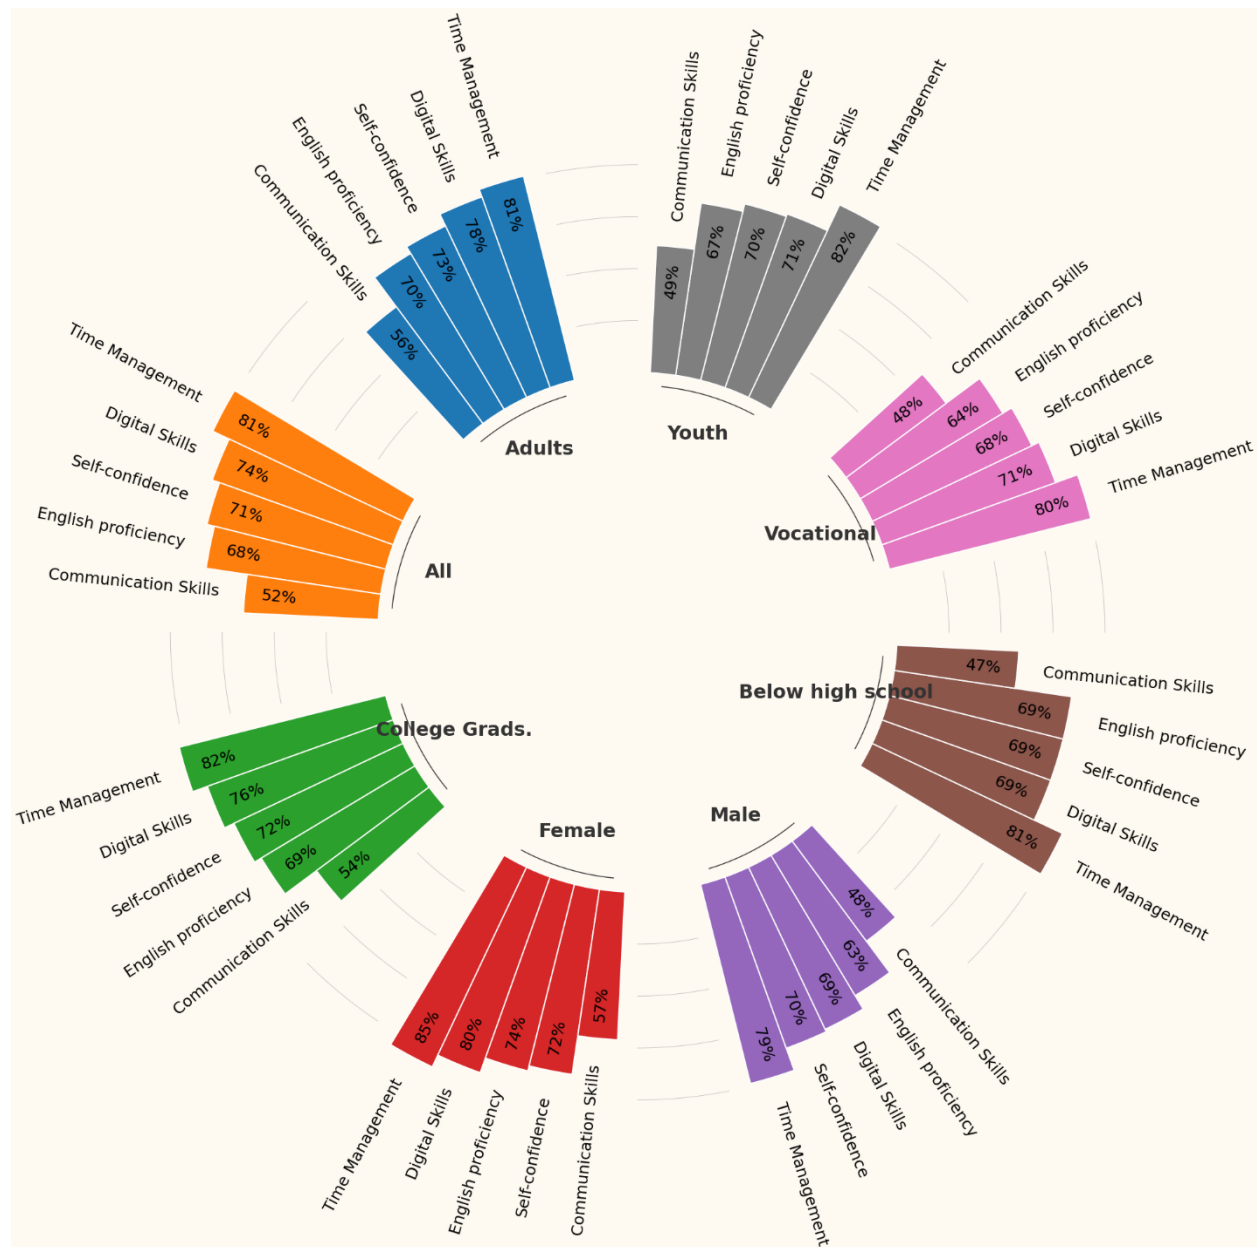 Communication Skills
49%
English proficiency
67%
Self-confidence
70%
Digital Skills
71%
Time Management
82%
Youth
Communication Skills
48%
English proficiency
64%
Self-confidence
68%
Digital Skills
71%
Time Management
80%
Vocational
Communication Skills
47%
English proficiency
69%
Self-confidence
69%
Digital Skills
69%
Time Management
81%
Below high school
Communication Skills
48%
English proficiency
63%
Digital Skills
69%
Self-confidence
70%
Time Management
79%
Male
Communication Skills
57%
Self-confidence
72%
English proficiency
74%
Digital Skills
80%
Time Management
85%
Female
Communication Skills
54%
English proficiency
69%
Self-confidence
72%
Digital Skills
76%
Time Management
82%
College Grads.
Communication Skills
52%
English proficiency
68%
Self-confidence
71%
Digital Skills
74%
Time Management
81%
All
Communication Skills
56%
English proficiency
70%
Self-confidence
73%
Digital Skills
78%
Time Management
81%
Adults